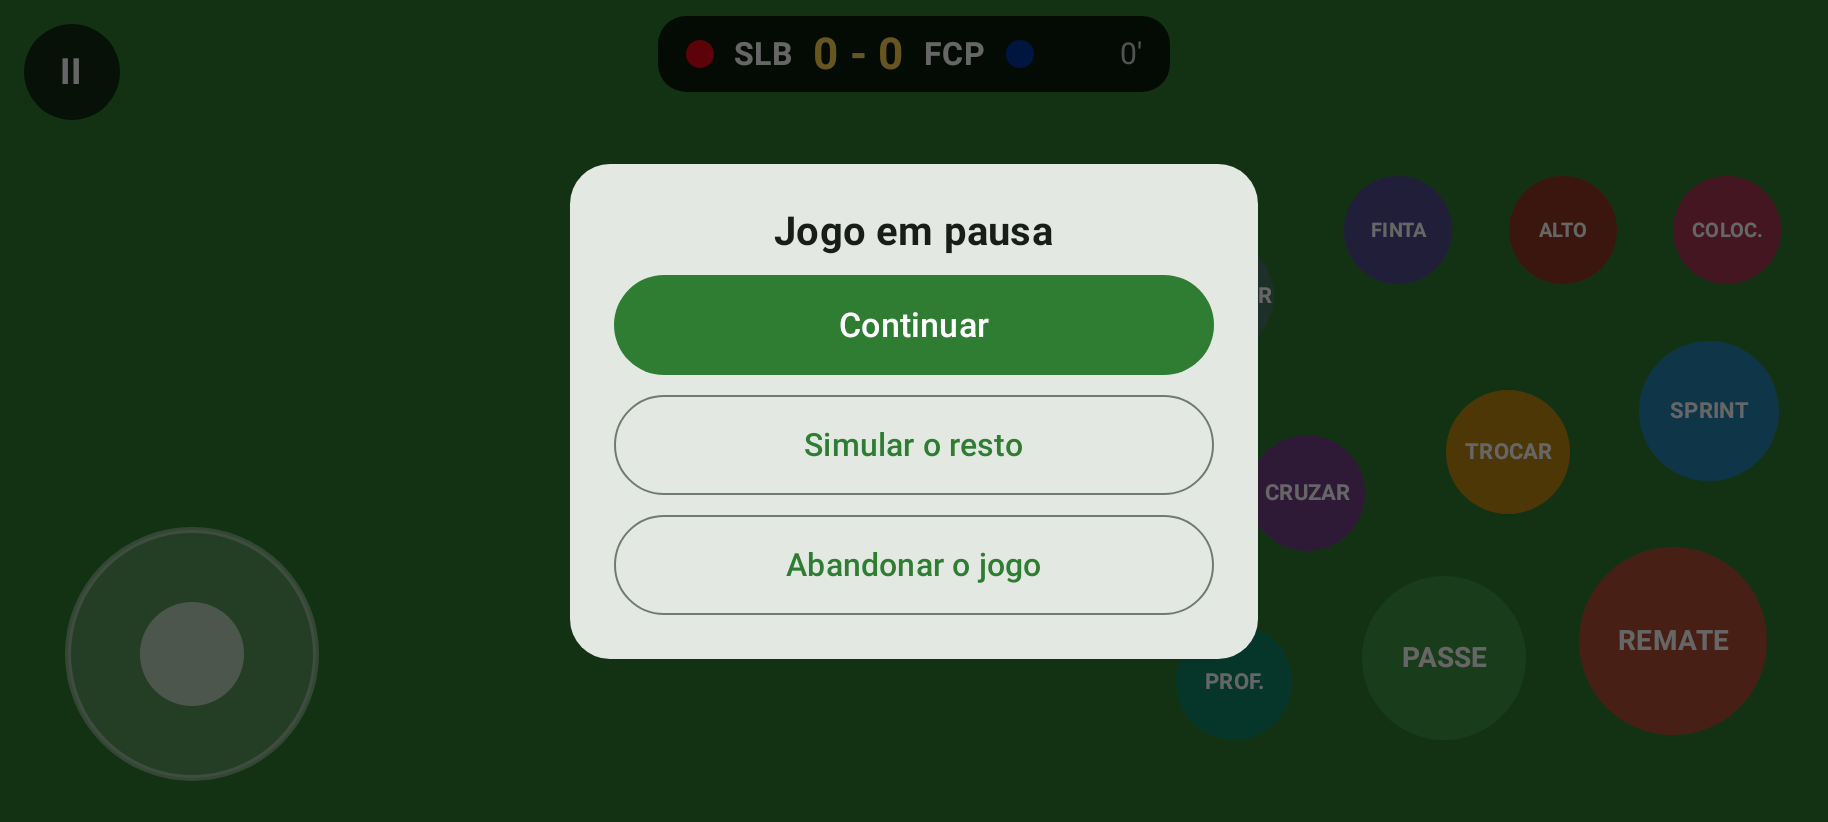 SLB 0 - 0 FCP 0'
Jogo em pausa
Continuar
Simular o resto
Abandonar o jogo
FINTA
ALTO
COLOC.
SPRINT
TROCAR
CRUZAR
REMATE
PASSE
PROF.